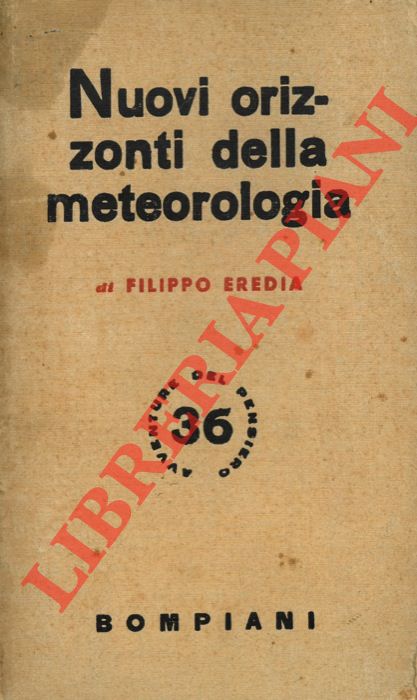 Nuovi oriz-
zonti della
meteorologia
di FILIPPO EREDIA
AVVENTURE DEL PENSIERO
36
BOMPIANI
LIBRERIA PIANI